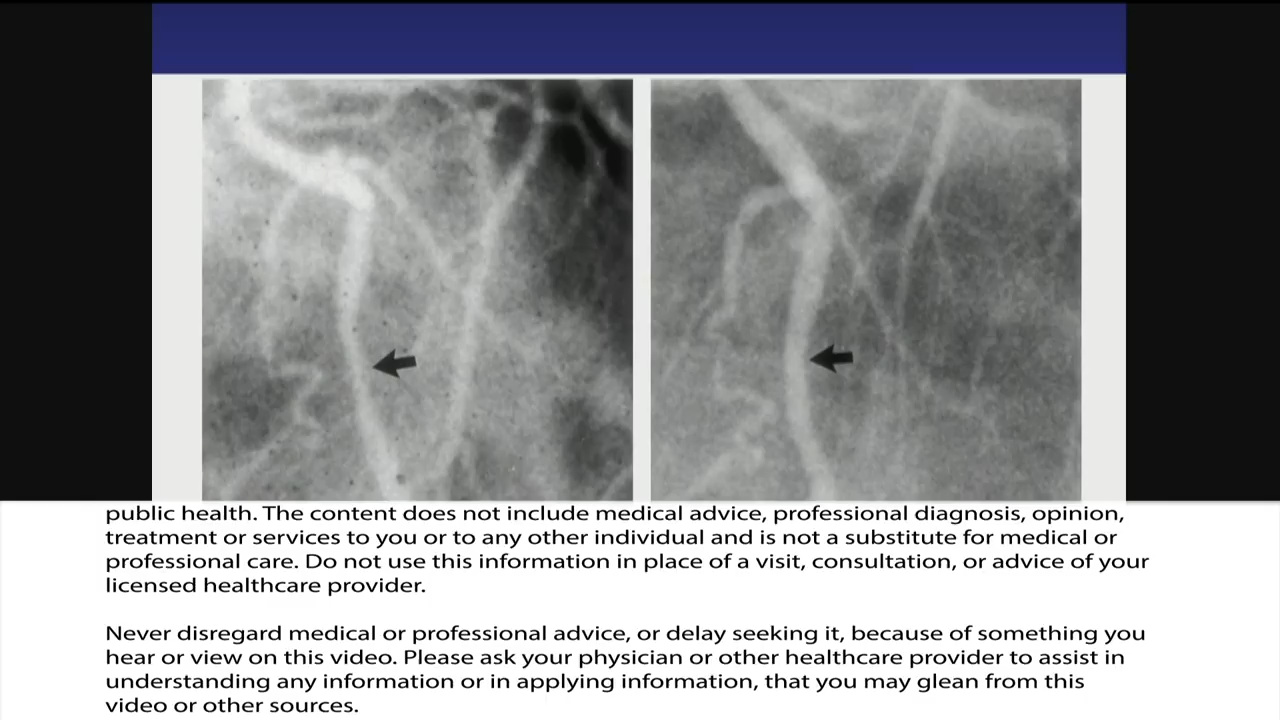 public health. The content does not include medical advice, professional diagnosis, opinion,
treatment or services to you or to any other individual and is not a substitute for medical or
professional care. Do not use this information in place of a visit, consultation, or advice of your
licensed healthcare provider.
Never disregard medical or professional advice, or delay seeking it, because of something you
hear or view on this video. Please ask your physician or other healthcare provider to assist in
understanding any information or in applying information, that you may glean from this
video or other sources.